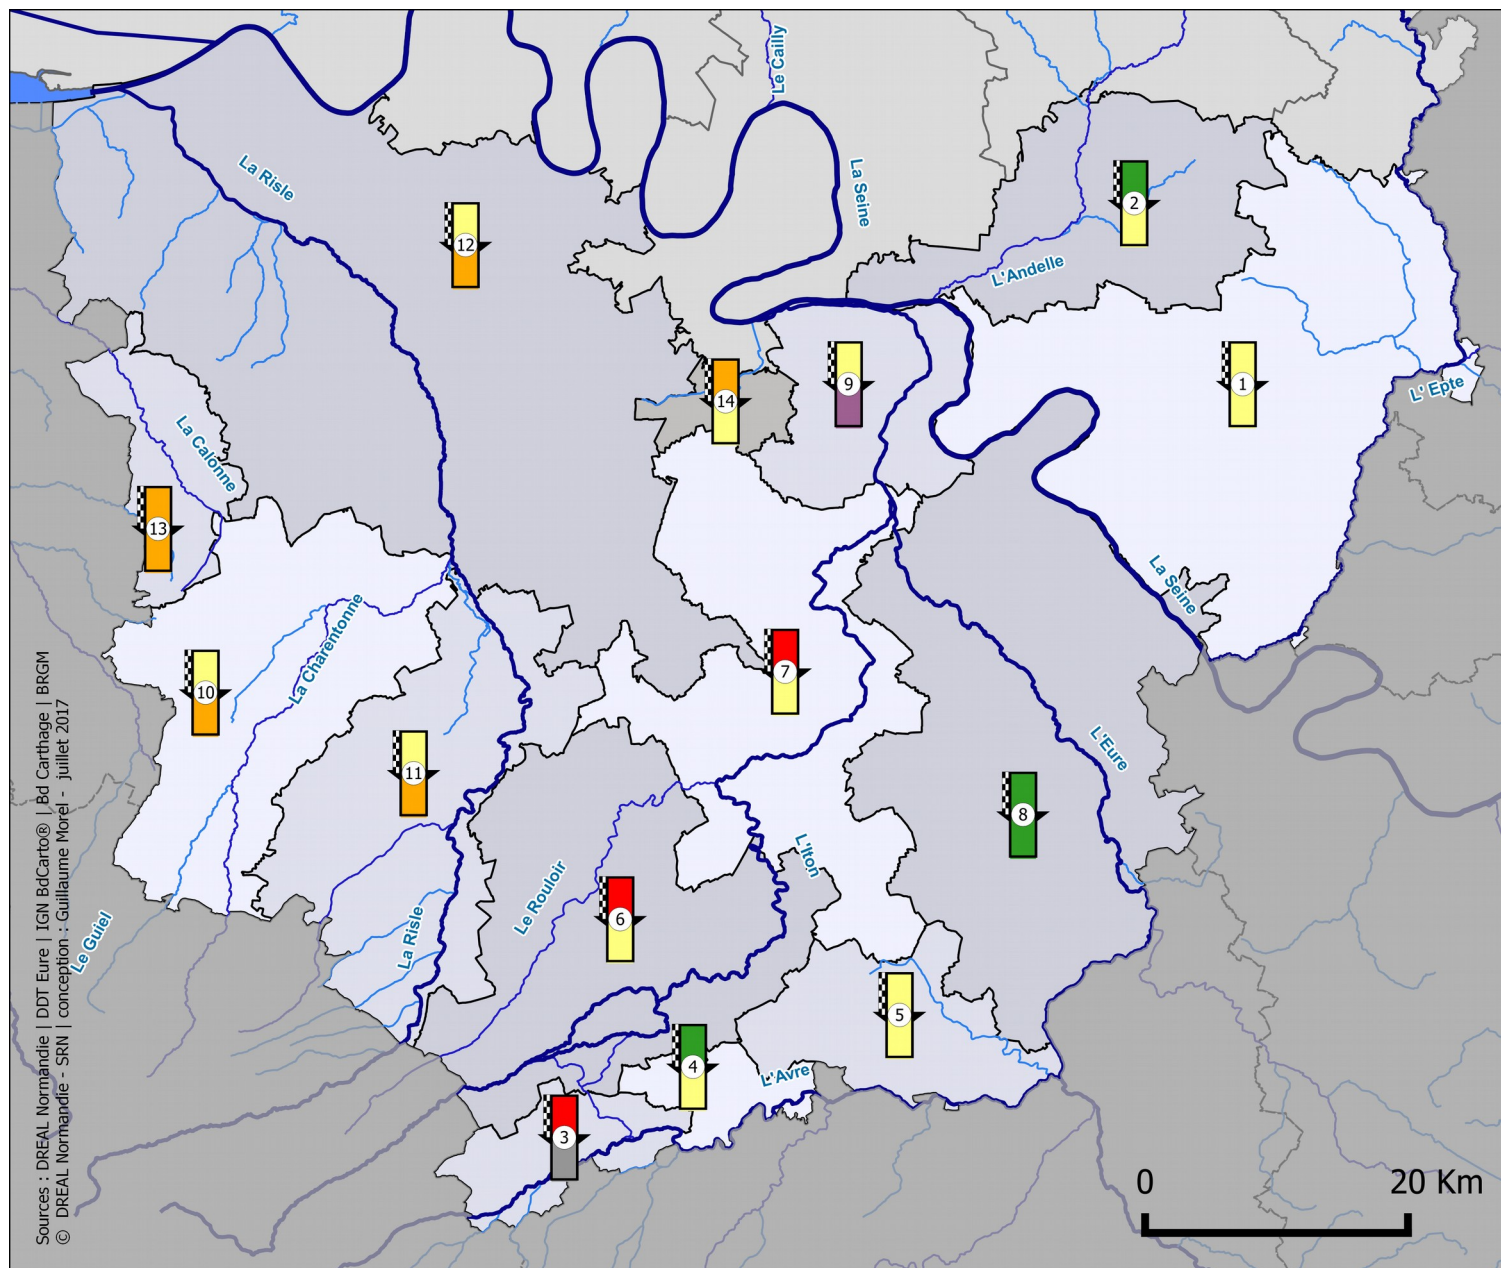 Le Cailly
La Seine
La Risle
2
12
L'Andelle
14
9
1
L' Epte
La Calonne
13
La Seine
La Charentonne
7
10
11
L'Eure
8
L'Iton
Le Rouloir
6
La Risle
Le Guiel
5
4
L'Avre
3
0
20 Km
Sources : DREAL Normandie | DDT Eure | IGN BdCarto® | Bd Carthage | BRGM
© DREAL Normandie - SRN | conception : Guillaume Morel - juillet 2017